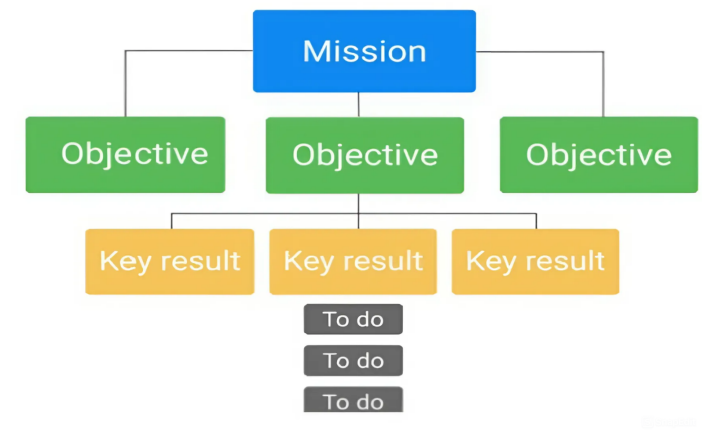 Mission
Objective
Objective
Objective
Key result
Key result
Key result
To do
To do
To do